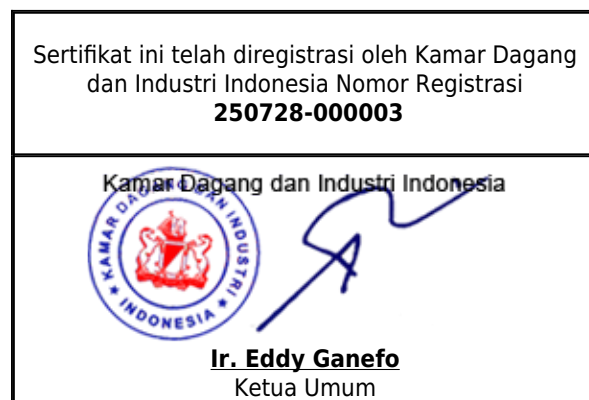 Sertifikat ini telah diregistrasi oleh Kamar Dagang
dan Industri Indonesia Nomor Registrasi
250728-000003
Kamar Dagang dan Industri Indonesia
KAMAR DAGANG DAN INDUSTRI
★ INDONESIA ★
Ir. Eddy Ganefo
Ketua Umum